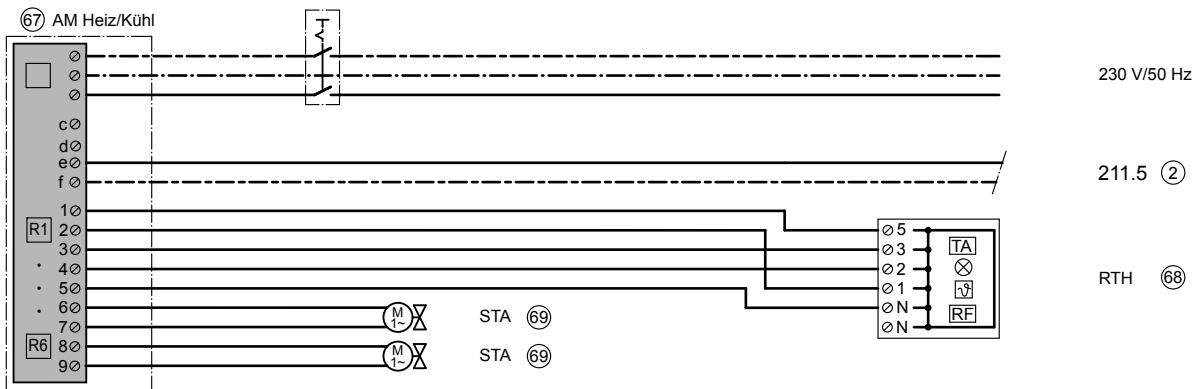 67 AM Heiz/Kühl
230 V/50 Hz
c
d
e
f
211.5 2
1
R1 2
3
4
5
6
7
R6 8
9
M
1~
STA 69
M
1~
STA 69
5
3 TA
2
1 ϑ
N RF
N
RTH 68